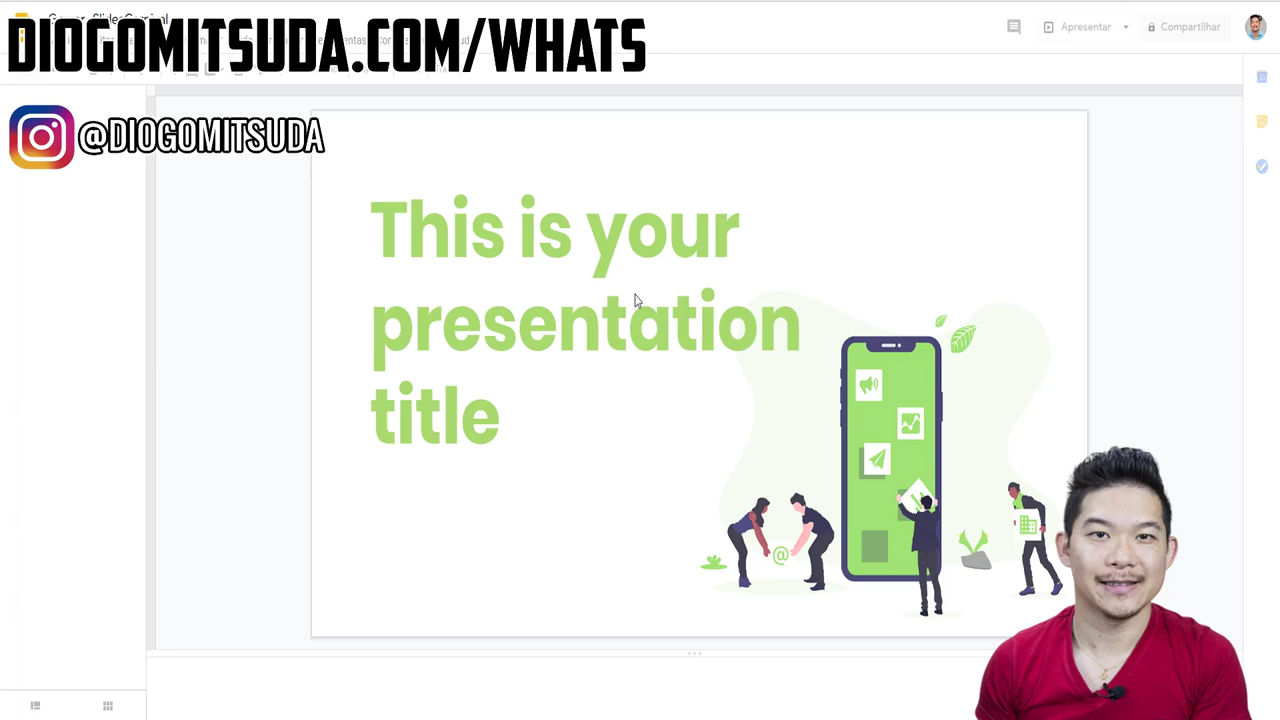 DIOGOMITSUDA.COM/WHATS
Apresentar
Compartilhar
@DIOGOMITSUDA
This is your
presentation
title
@